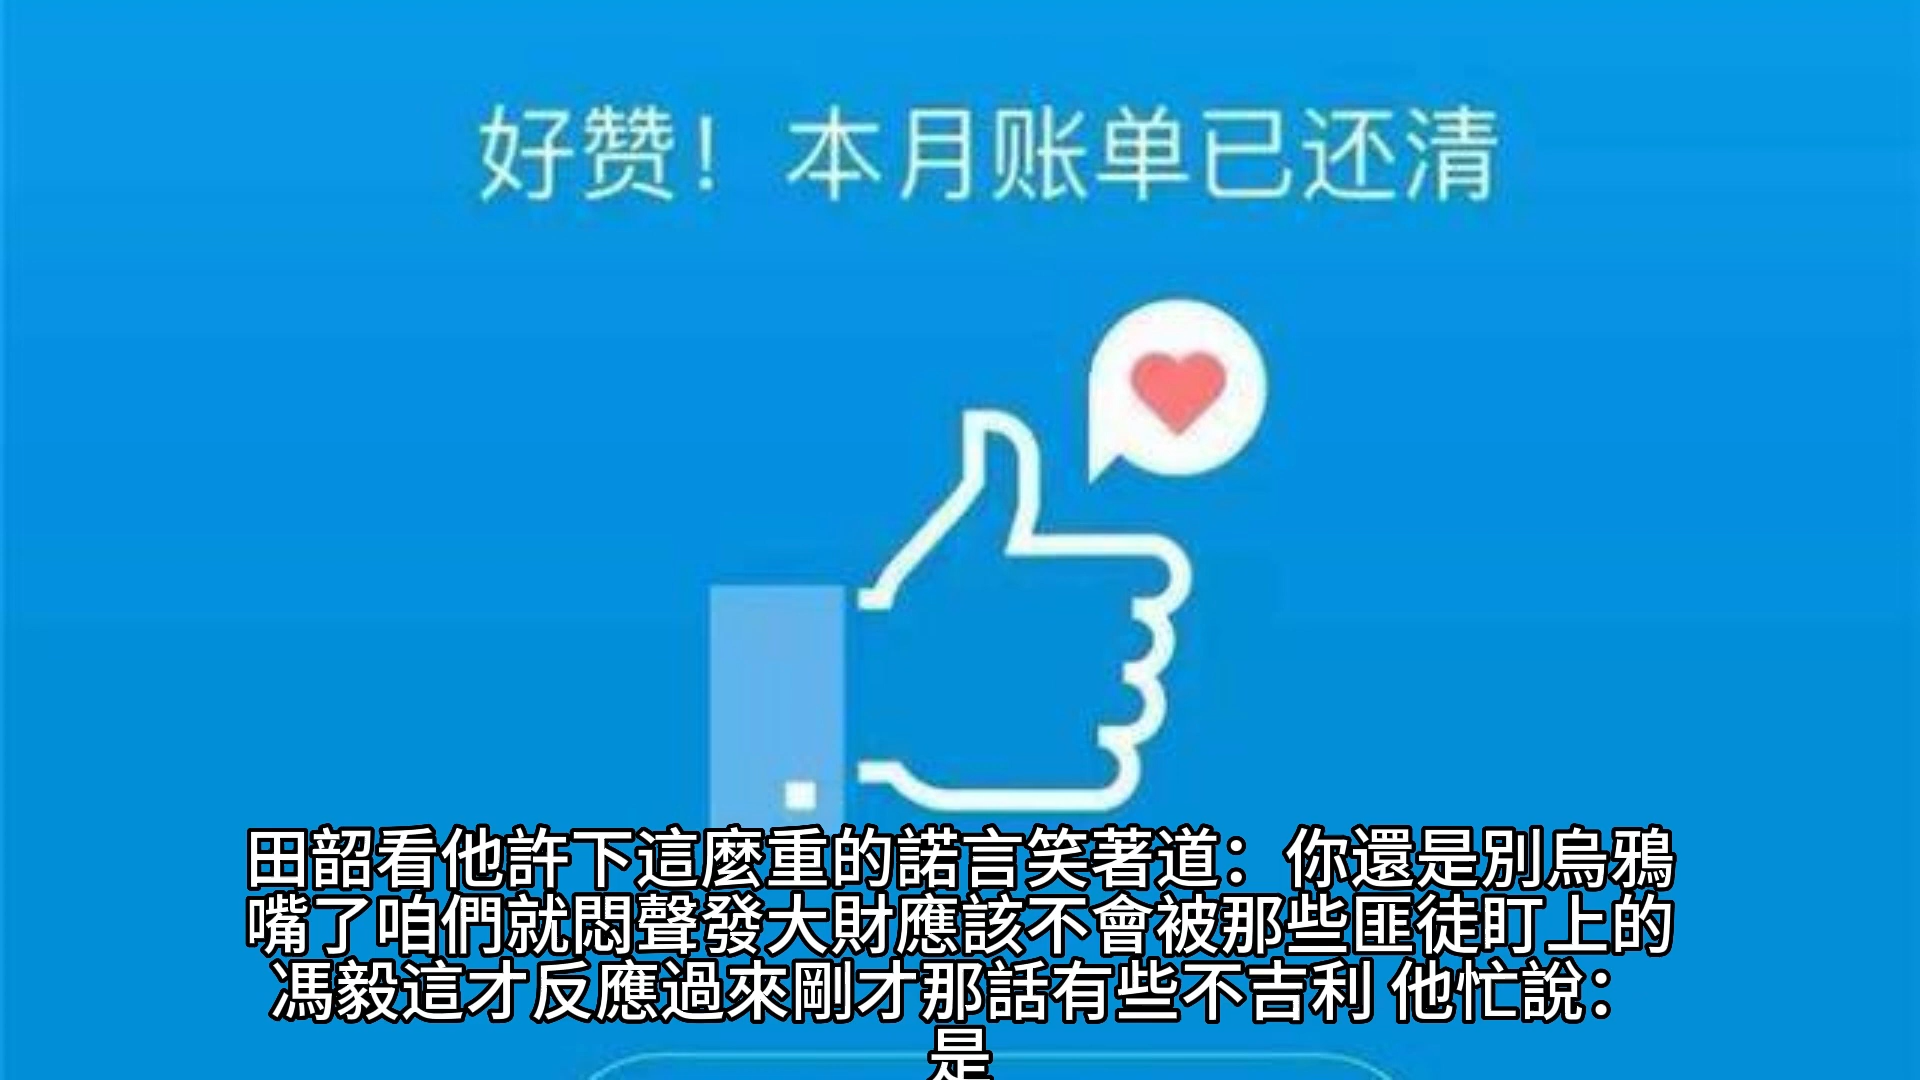 好赞！本月账单已还清
田韶看他許下這麼重的諾言笑著道：你還是別烏鴉
嘴了咱們就悶聲發大財應該不會被那些匪徒盯上的
馮毅這才反應過來剛才那話有些不吉利 他忙說：
是